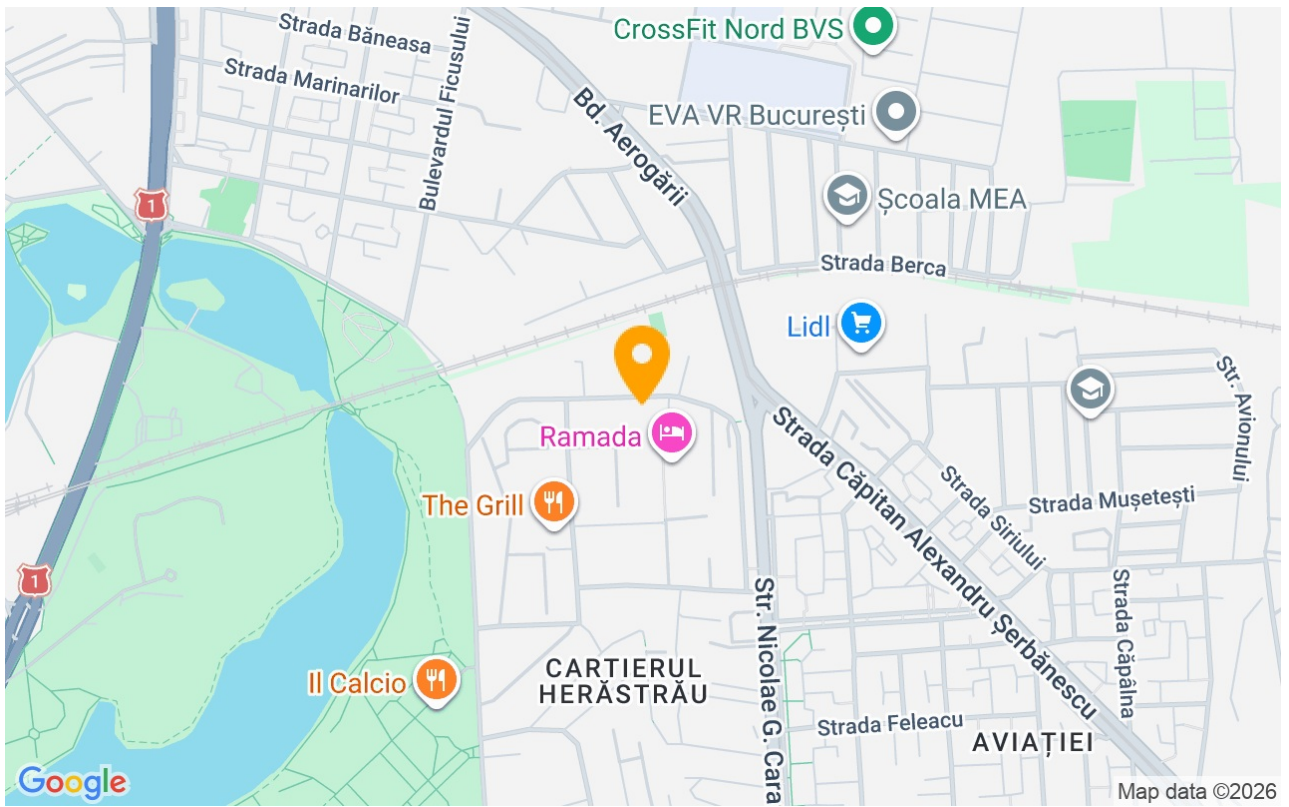 CrossFit Nord BVS
Strada Băneasa
Strada Marinarilor
Bulevardul Ficusului
Bd. Aerogării
EVA VR București
Școala MEA
1
Strada Berca
Lidl
Ramada
Strada Căpitan Alexandru Șerbănescu
Str. Avionului
The Grill
Strada Siriului
Strada Mușetești
1
Str. Nicolae G. Cara
Strada Căpâlna
CARTIERUL
HERĂSTRĂU
Il Calcio
Strada Feleacu
AVIAȚIEI
Google
Map data ©2026